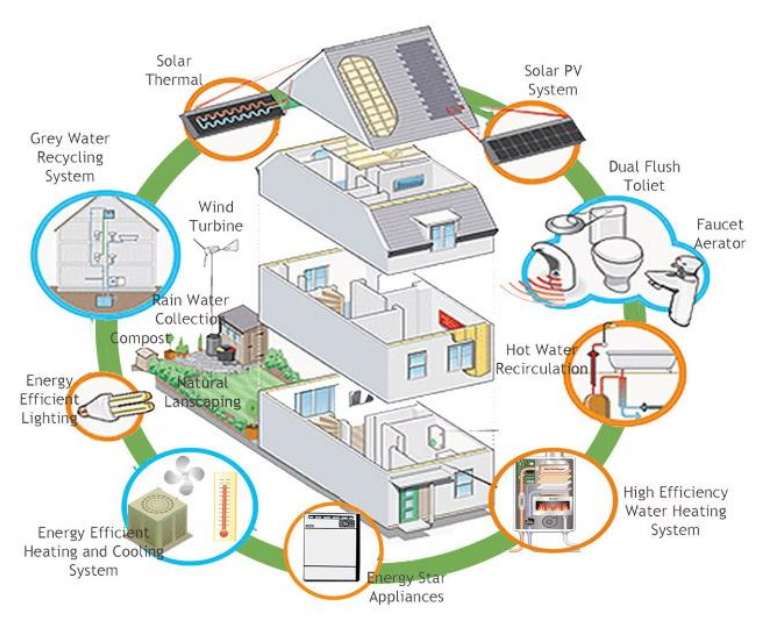 Solar
Thermal
Solar PV
System
Grey Water
Recycling
System
Dual Flush
Toliet
Faucet
Aerator
Wind
Turbine
Rain Water
Collection
Compost
Hot Water
Recirculation
Natural
Lanscaping
Energy
Efficient
Lighting
High Efficiency
Water Heating
System
Energy Efficient
Heating and Cooling
System
Energy Star
Appliances